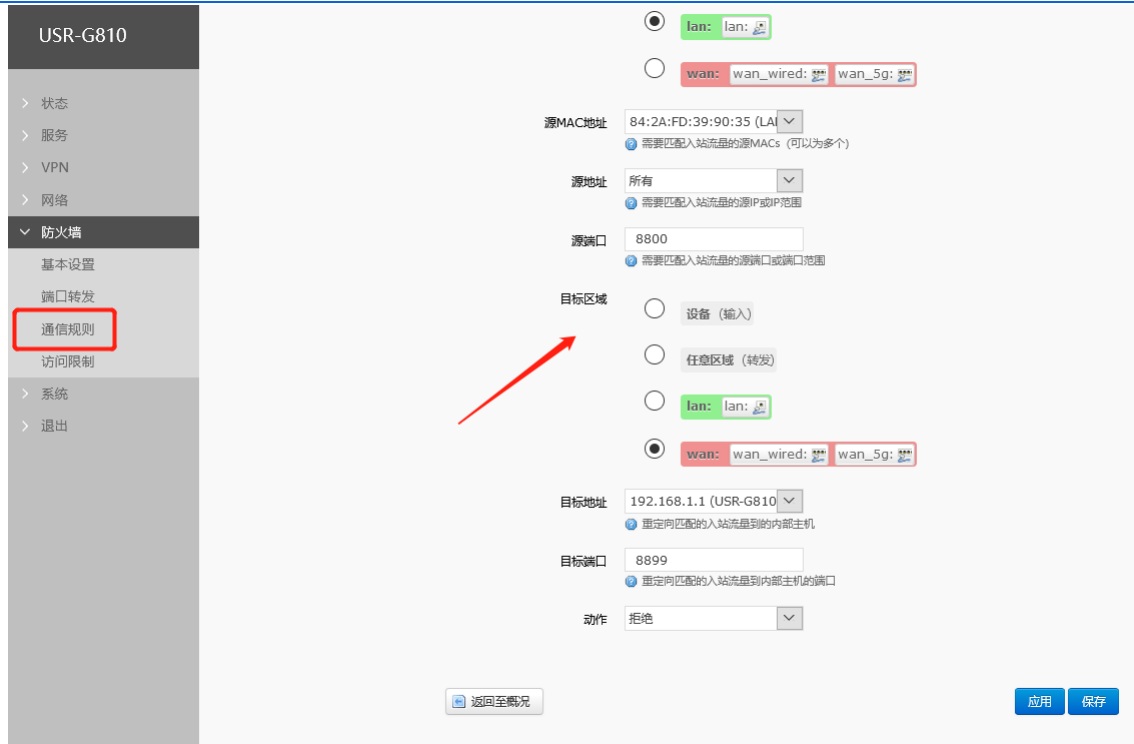 USR-G810
状态
服务
VPN
网络
防火墙
基本设置
端口转发
通信规则
访问限制
系统
退出
lan: lan:
wan: wan_wired: wan_5g:
源MAC地址 84:2A:FD:39:90:35 (LAI
需要匹配入站流量的源MACs（可以为多个）
源地址 所有
需要匹配入站流量的源IP或IP范围
源端口 8800
需要匹配入站流量的源端口或端口范围
目标区域 设备（输入）
任意区域（转发）
lan: lan:
wan: wan_wired: wan_5g:
目标地址 192.168.1.1 (USR-G810
重定向匹配的入站流量到的内部主机
目标端口 8899
重定向匹配的入站流量到内部主机的端口
动作 拒绝
返回至概况 应用 保存